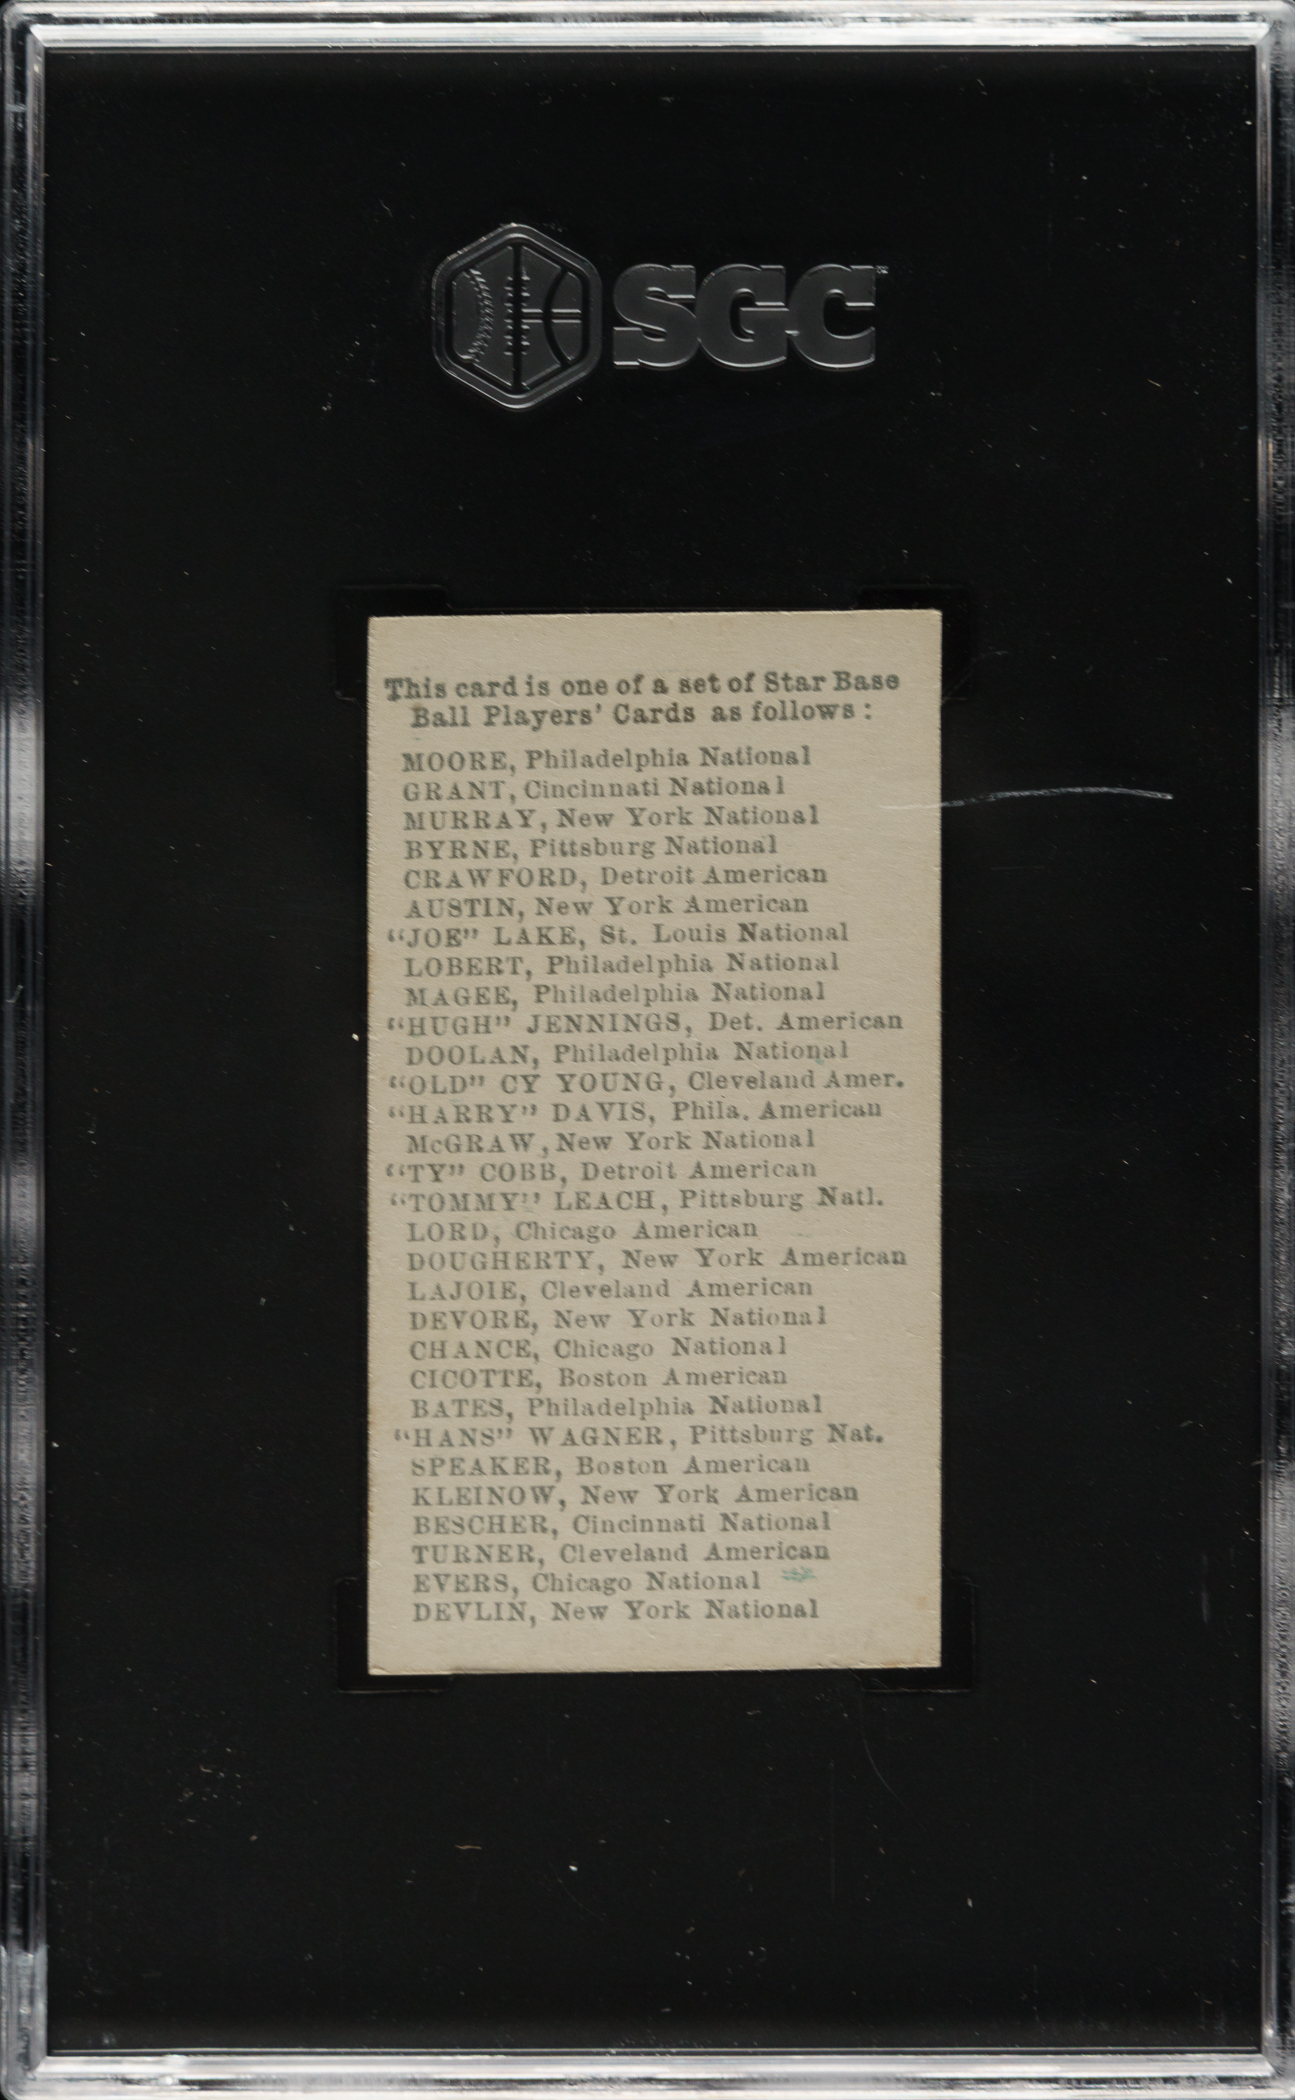 SGC
This card is one of a set of Star Base
Ball Players' Cards as follows:
MOORE, Philadelphia National
GRANT, Cincinnati National
MURRAY, New York National
BYRNE, Pittsburg National
CRAWFORD, Detroit American
AUSTIN, New York American
"JOE" LAKE, St. Louis National
LOBERT, Philadelphia National
MAGEE, Philadelphia National
"HUGH" JENNINGS, Det. American
DOOLAN, Philadelphia National
"OLD" CY YOUNG, Cleveland Amer.
"HARRY" DAVIS, Phila. American
McGRAW, New York National
"TY" COBB, Detroit American
"TOMMY" LEACH, Pittsburg Natl.
LORD, Chicago American
DOUGHERTY, New York American
LAJOIE, Cleveland American
DEVORE, New York National
CHANCE, Chicago National
CICOTTE, Boston American
BATES, Philadelphia National
"HANS" WAGNER, Pittsburg Nat.
SPEAKER, Boston American
KLEINOW, New York American
BESCHER, Cincinnati National
TURNER, Cleveland American
EVERS, Chicago National
DEVLIN, New York National